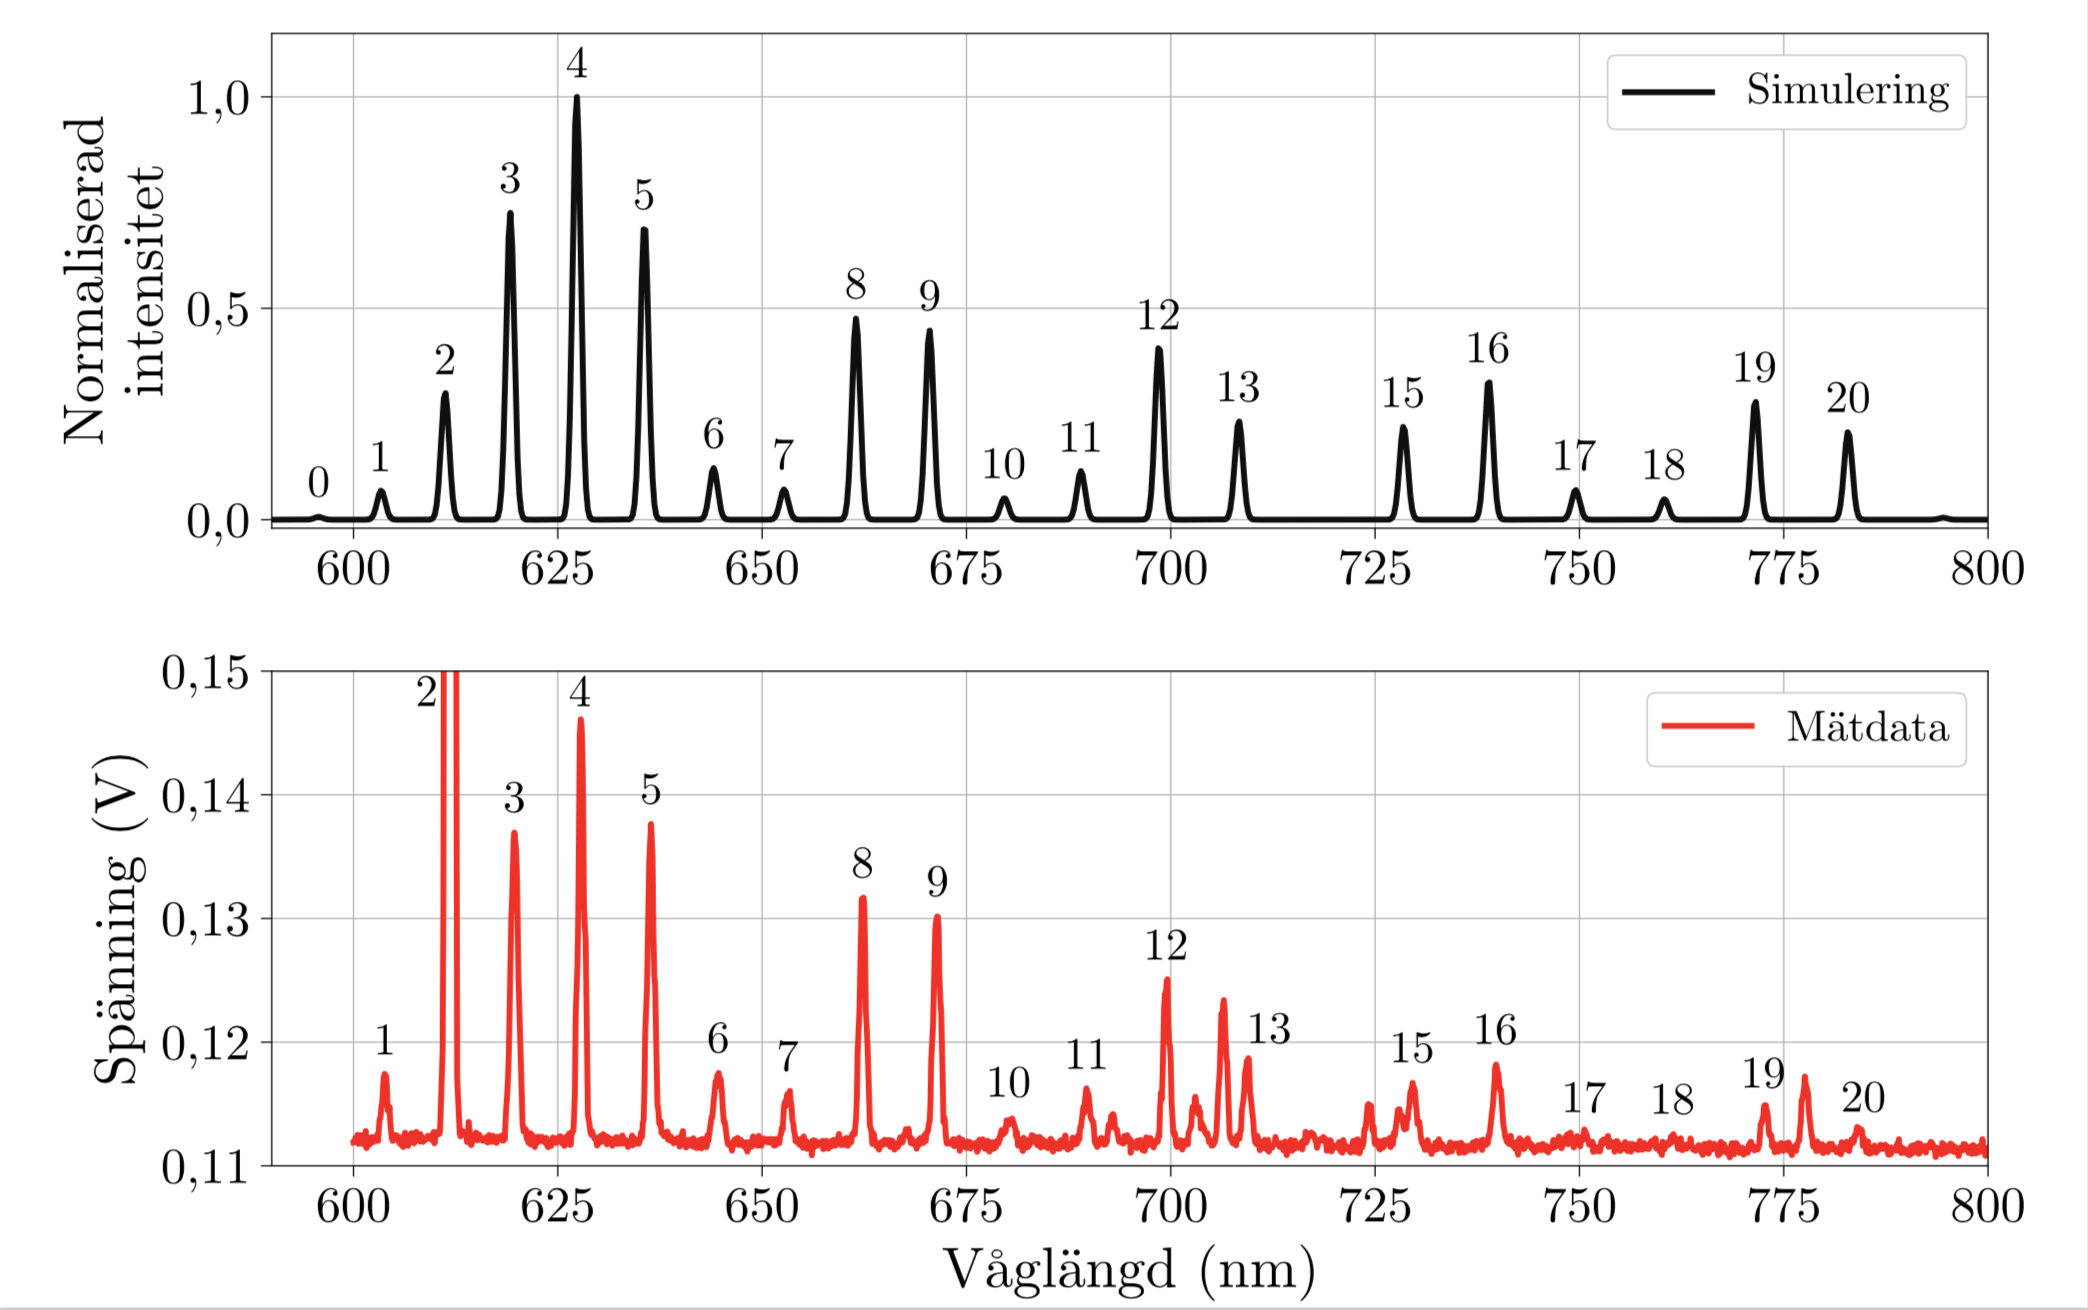 Normaliserad
intensitet
1,0
0,5
0,0
0 1 2 3 4 5 6 7 8 9 10 11 12 13 15 16 17 18 19 20
Simulering
600 625 650 675 700 725 750 775 800
Spänning (V)
0,15
0,14
0,13
0,12
0,11
1 2 3 4 5 6 7 8 9 10 11 12 13 15 16 17 18 19 20
Mätdata
600 625 650 675 700 725 750 775 800
Våglängd (nm)